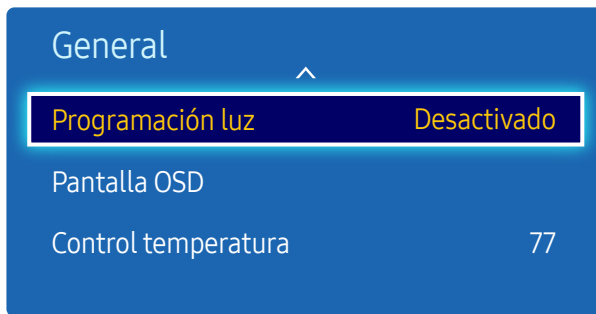 General
Programación luz Desactivado
Pantalla OSD
Control temperatura 77